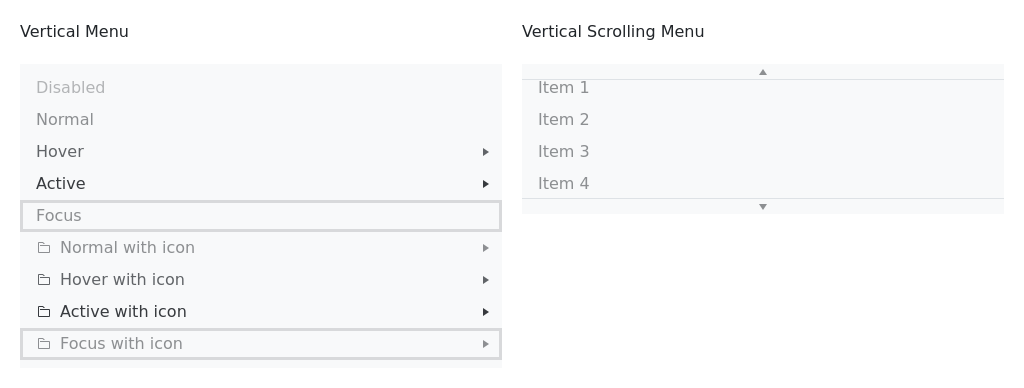 Vertical Menu
Disabled
Normal
Hover
Active
Focus
Normal with icon
Hover with icon
Active with icon
Focus with icon
Vertical Scrolling Menu
Item 1
Item 2
Item 3
Item 4